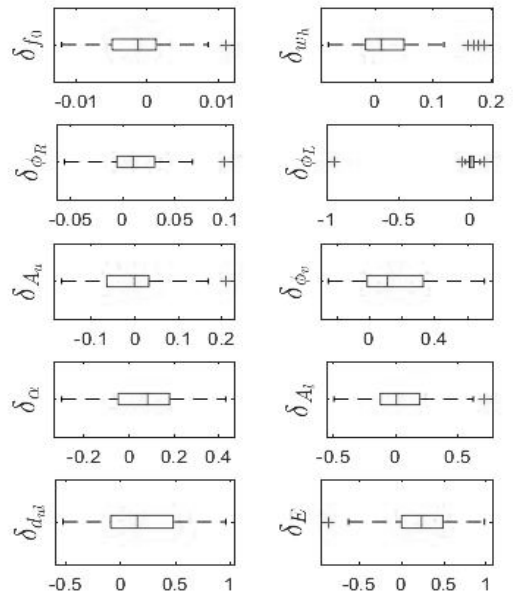 δ_{f_0} δ_{w_h}
-0.01 0 0.01 0 0.1 0.2
δ_{ϕ_R} δ_{ϕ_L}
-0.05 0 0.05 0.1 -1 -0.5 0
δ_{A_u} δ_{ϕ_v}
-0.1 0 0.1 0.2 0 0.4
δ_α δ_{A_l}
-0.2 0 0.2 0.4 -0.5 0 0.5
δ_{d_{ul}} δ_E
-0.5 0 0.5 1 -1 -0.5 0 0.5 1